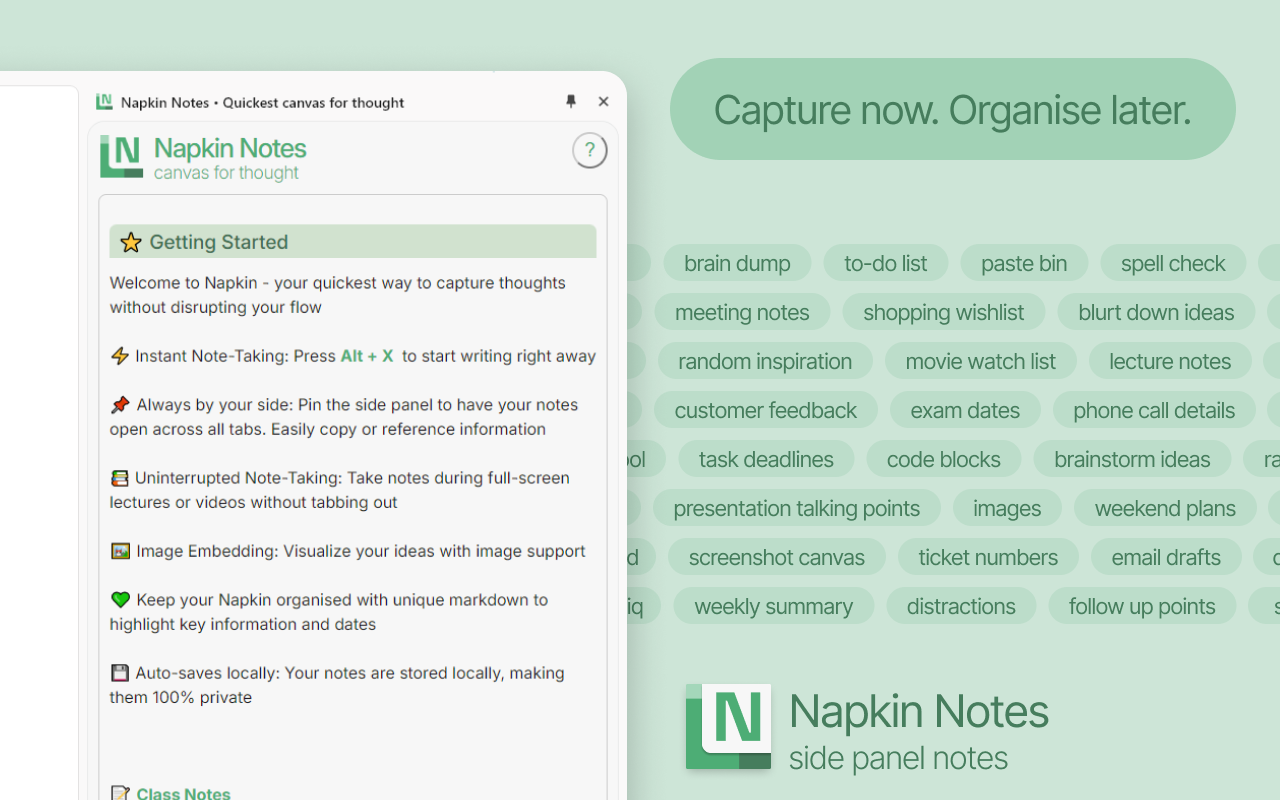 Napkin Notes • Quickest canvas for thought
Napkin Notes
canvas for thought
?
⭐ Getting Started
Welcome to Napkin - your quickest way to capture thoughts
without disrupting your flow
⚡ Instant Note-Taking: Press Alt + X to start writing right away
📌 Always by your side: Pin the side panel to have your notes
open across all tabs. Easily copy or reference information
📚 Uninterrupted Note-Taking: Take notes during full-screen
lectures or videos without tabbing out
🖼️ Image Embedding: Visualize your ideas with image support
💚 Keep your Napkin organised with unique markdown to
highlight key information and dates
💾 Auto-saves locally: Your notes are stored locally, making
them 100% private
📝 Class Notes
Capture now. Organise later.
brain dump to-do list paste bin spell check
meeting notes shopping wishlist blurt down ideas
random inspiration movie watch list lecture notes
customer feedback exam dates phone call details
task deadlines code blocks brainstorm ideas
presentation talking points images weekend plans
screenshot canvas ticket numbers email drafts
weekly summary distractions follow up points
N
Napkin Notes
side panel notes